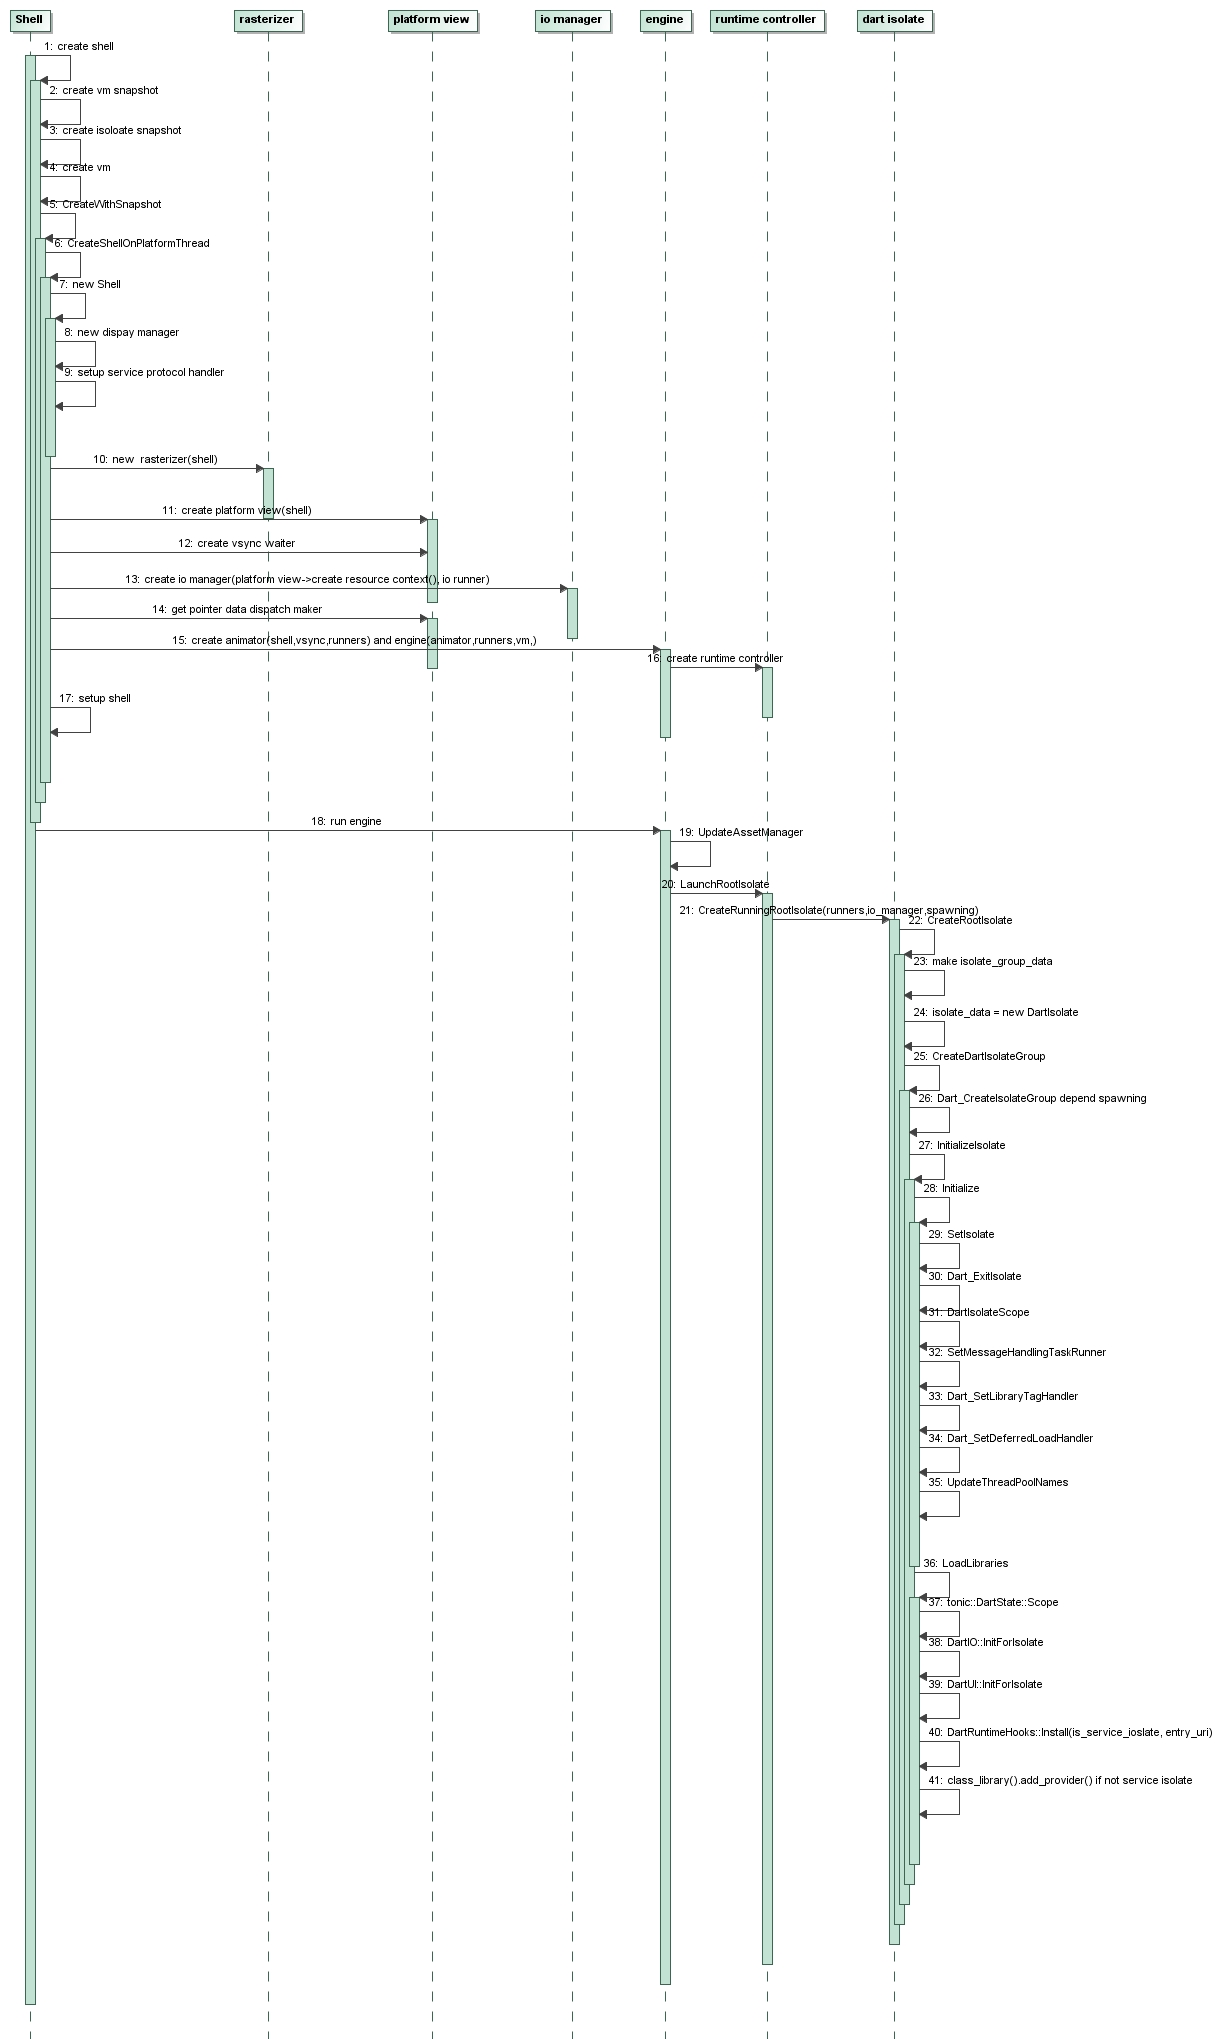 Shell
rasterizer
platform view
io manager
engine
runtime controller
dart isolate
1: create shell
2: create vm snapshot
3: create isoloate snapshot
4: create vm
5: CreateWithSnapshot
6: CreateShellOnPlatformThread
7: new Shell
8: new dispay manager
9: setup service protocol handler
10: new  rasterizer(shell)
11: create platform view(shell)
12: create vsync waiter
13: create io manager(platform view->create resource context(), io runner)
14: get pointer data dispatch maker
15: create animator(shell,vsync,runners) and engine(animator,runners,vm,)
16: create runtime controller
17: setup shell
18: run engine
19: UpdateAssetManager
20: LaunchRootIsolate
21: CreateRunningRootIsolate(runners,io_manager,spawning)
22: CreateRootIsolate
23: make isolate_group_data
24: isolate_data = new DartIsolate
25: CreateDartIsolateGroup
26: Dart_CreateIsolateGroup depend spawning
27: InitializeIsolate
28: Initialize
29: SetIsolate
30: Dart_ExitIsolate
31: DartIsolateScope
32: SetMessageHandlingTaskRunner
33: Dart_SetLibraryTagHandler
34: Dart_SetDeferredLoadHandler
35: UpdateThreadPoolNames
36: LoadLibraries
37: tonic::DartState::Scope
38: DartIO::InitForIsolate
39: DartUI::InitForIsolate
40: DartRuntimeHooks::Install(is_service_ioslate, entry_uri)
41: class_library().add_provider() if not service isolate